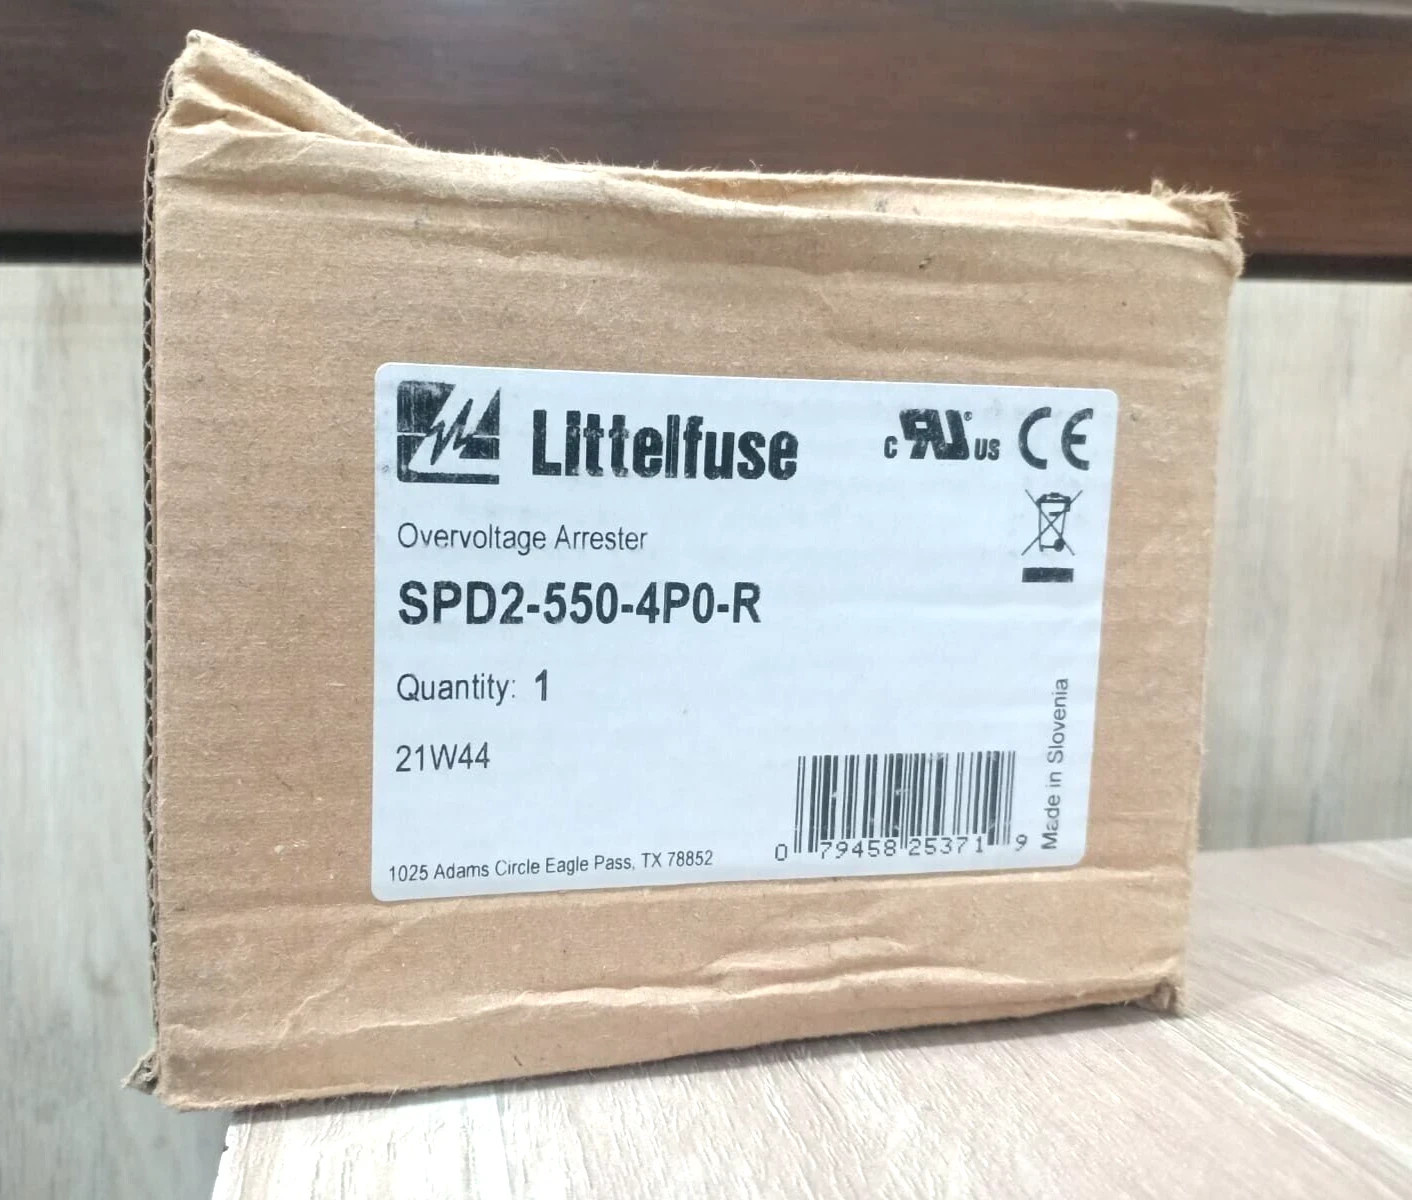 Littelfuse
c RU® US CE
Overvoltage Arrester
SPD2-550-4P0-R
Quantity: 1
21W44
Made in Slovenia
0 79458 25371 9
1025 Adams Circle Eagle Pass, TX 78852